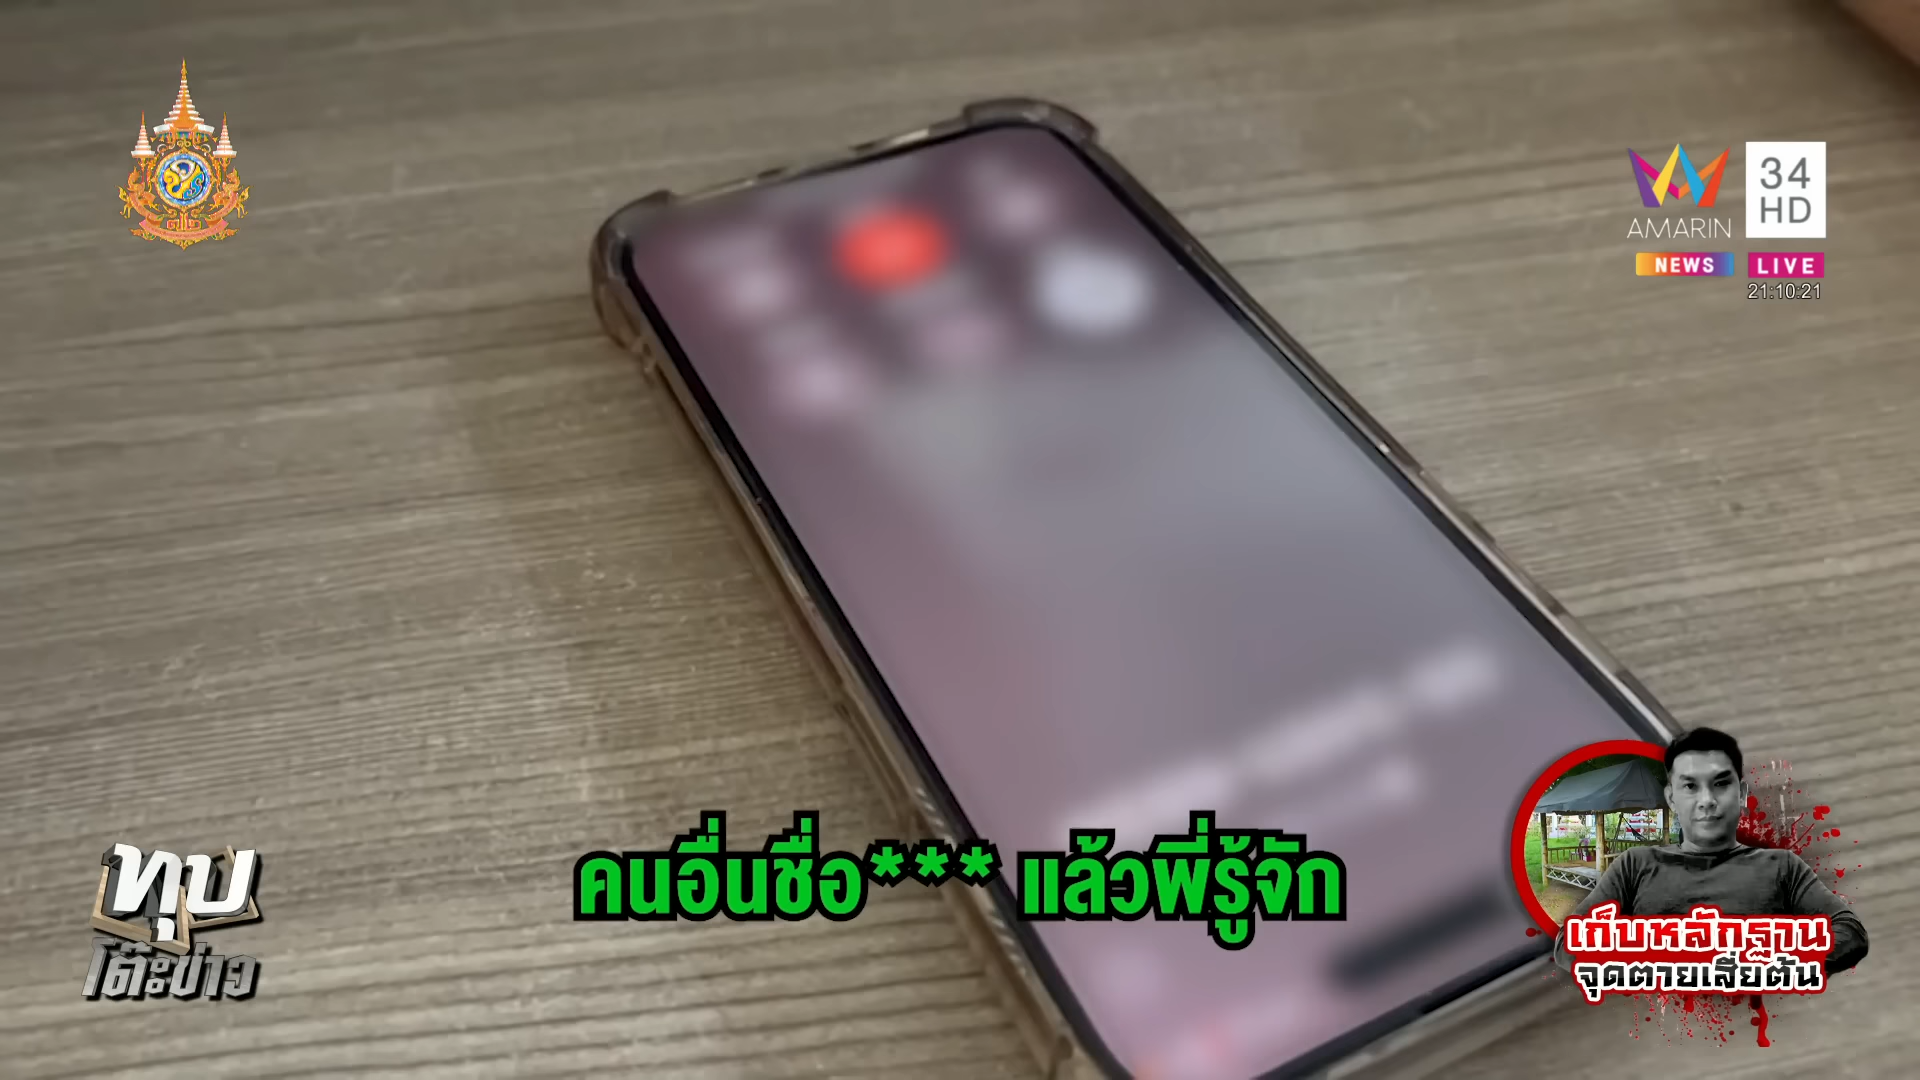 AMARIN
34
HD
NEWS
LIVE
21:10:21
คนอื่นชื่อ*** แล้วพี่รู้จัก
ทุบ
โต๊ะข่าว
เก็บหลักฐาน
จุดตายเสี่ยต้น